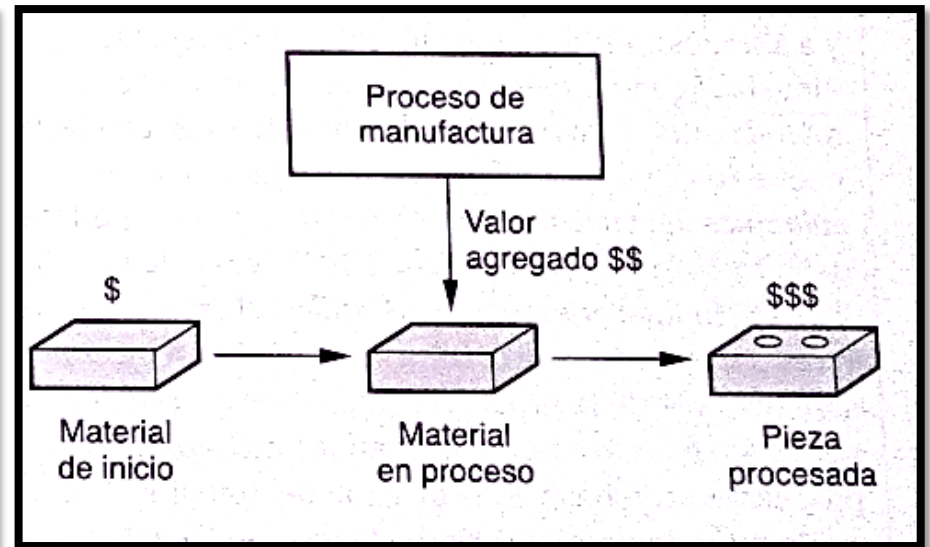 Proceso de
manufactura
Valor
agregado $$
$
$$$
Material
de inicio
Material
en proceso
Pieza
procesada